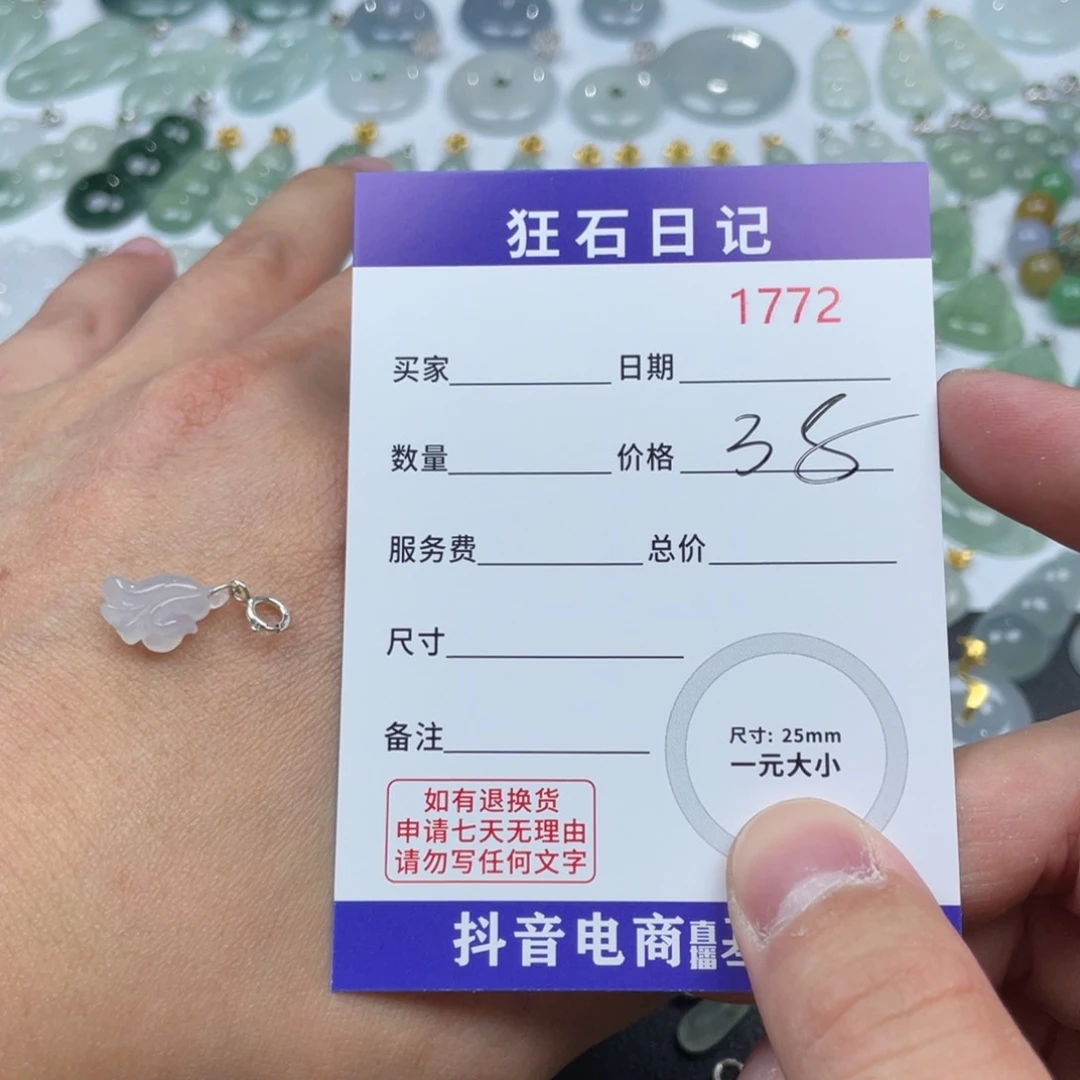 狂石日记
1772
买家 日期
数量 价格 38
服务费 总价
尺寸
备注
尺寸: 25mm
一元大小
如有退换货
申请七天无理由
请勿写任何文字
抖音电商直播